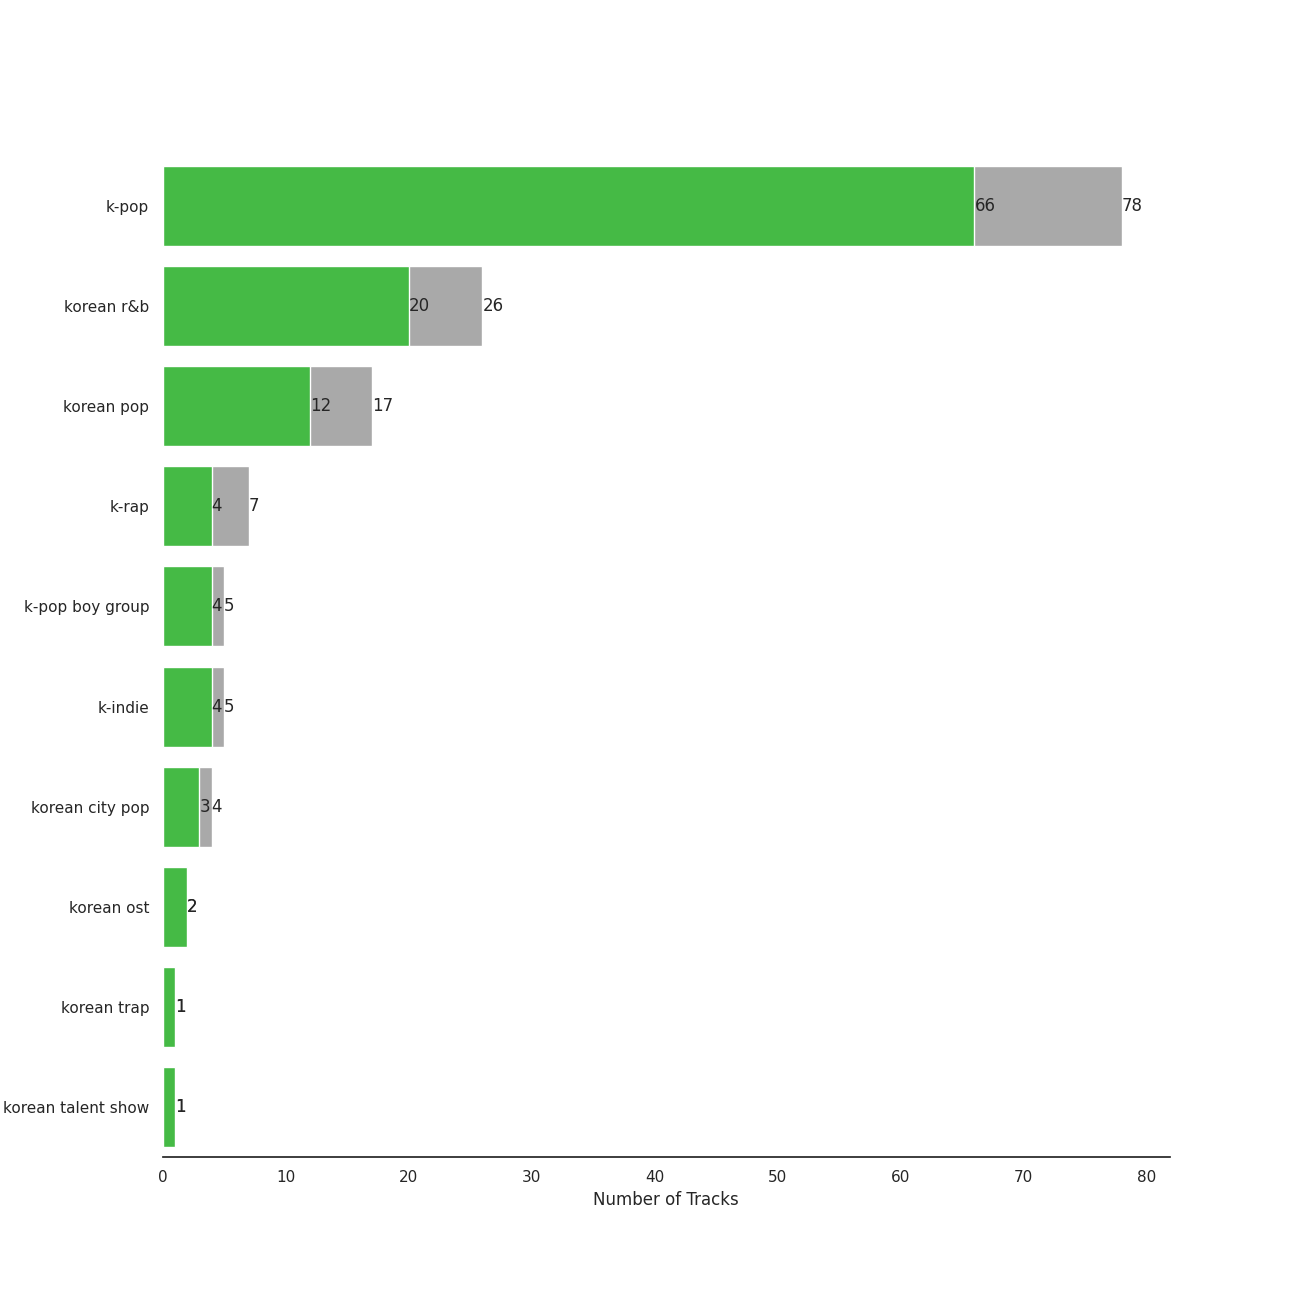 k-pop 66 78
korean r&b 20 26
korean pop 12 17
k-rap 4 7
k-pop boy group 4 5
k-indie 4 5
korean city pop 3 4
korean ost 2
korean trap 1
korean talent show 1
0 10 20 30 40 50 60 70 80
Number of Tracks